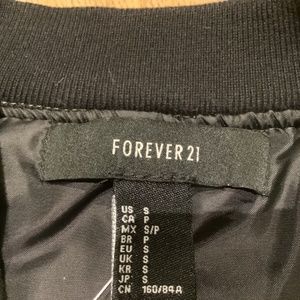 FOREVER 21
US S
CA P
MX S/P
BR P
EU S
UK S
KR S
JP S
CN 160/84A